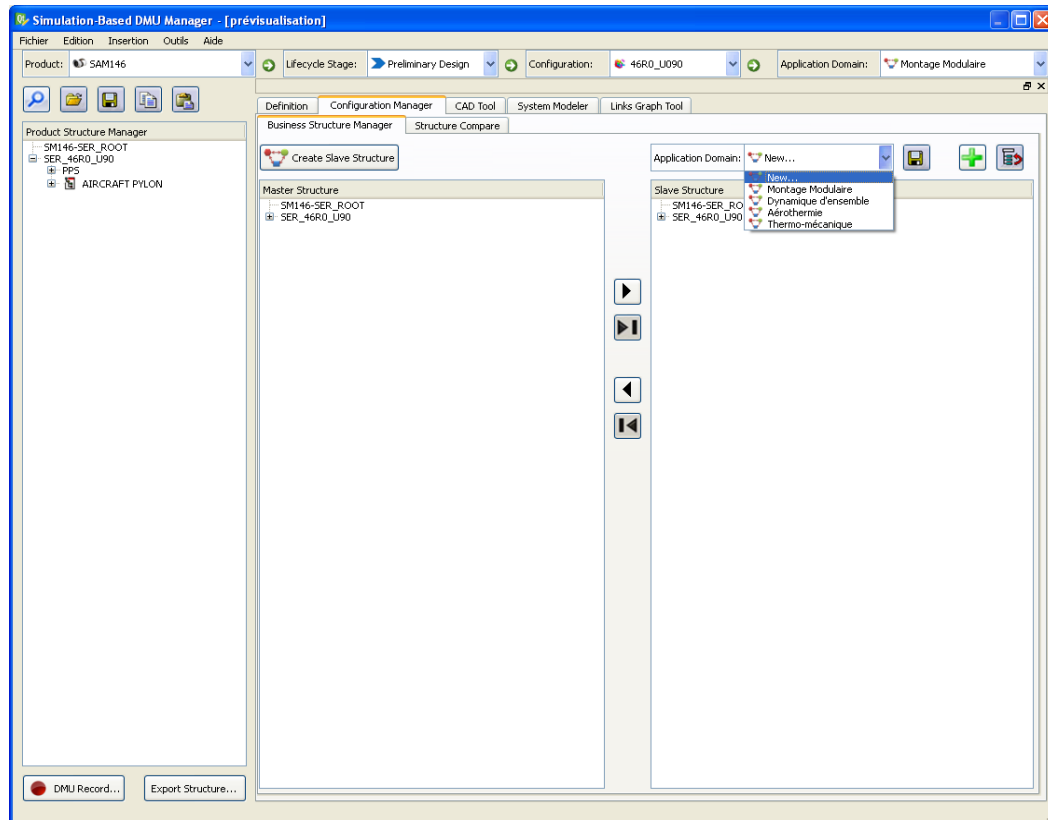 Simulation-Based DMU Manager - [prévisualisation]
Fichier Edition Insertion Outils Aide
Product: SAM146 Lifecycle Stage: Preliminary Design Configuration: 46R0_U090 Application Domain: Montage Modulaire
Definition Configuration Manager CAD Tool System Modeler Links Graph Tool
Business Structure Manager Structure Compare
Product Structure Manager
SM146-SER_ROOT
SER_46R0_U90
PPS
AIRCRAFT PYLON
Create Slave Structure
Application Domain: New...
New...
Montage Modulaire
Dynamique d'ensemble
Aérothermie
Thermo-mécanique
Master Structure
SM146-SER_ROOT
SER_46R0_U90
Slave Structure
SM146-SER_RO
SER_46R0_U90
DMU Record... Export Structure...